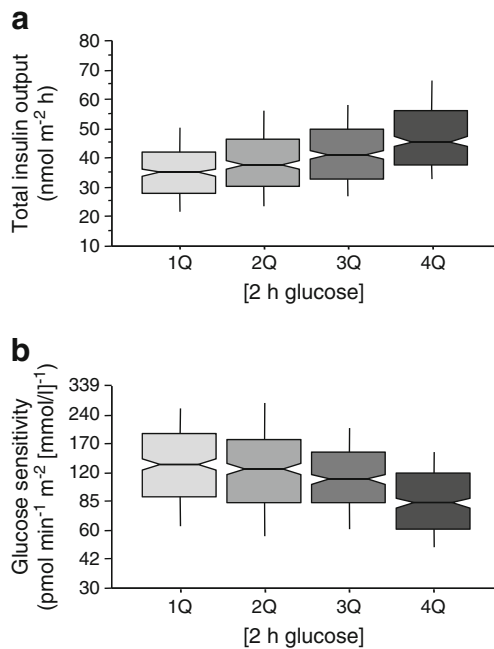 a
Total insulin output
(nmol m⁻² h)
80
70
60
50
40
30
20
10
1Q 2Q 3Q 4Q
[2 h glucose]
b
Glucose sensitivity
(pmol min⁻¹ m⁻² [mmol/l]⁻¹)
339
240
170
120
85
60
42
30
1Q 2Q 3Q 4Q
[2 h glucose]